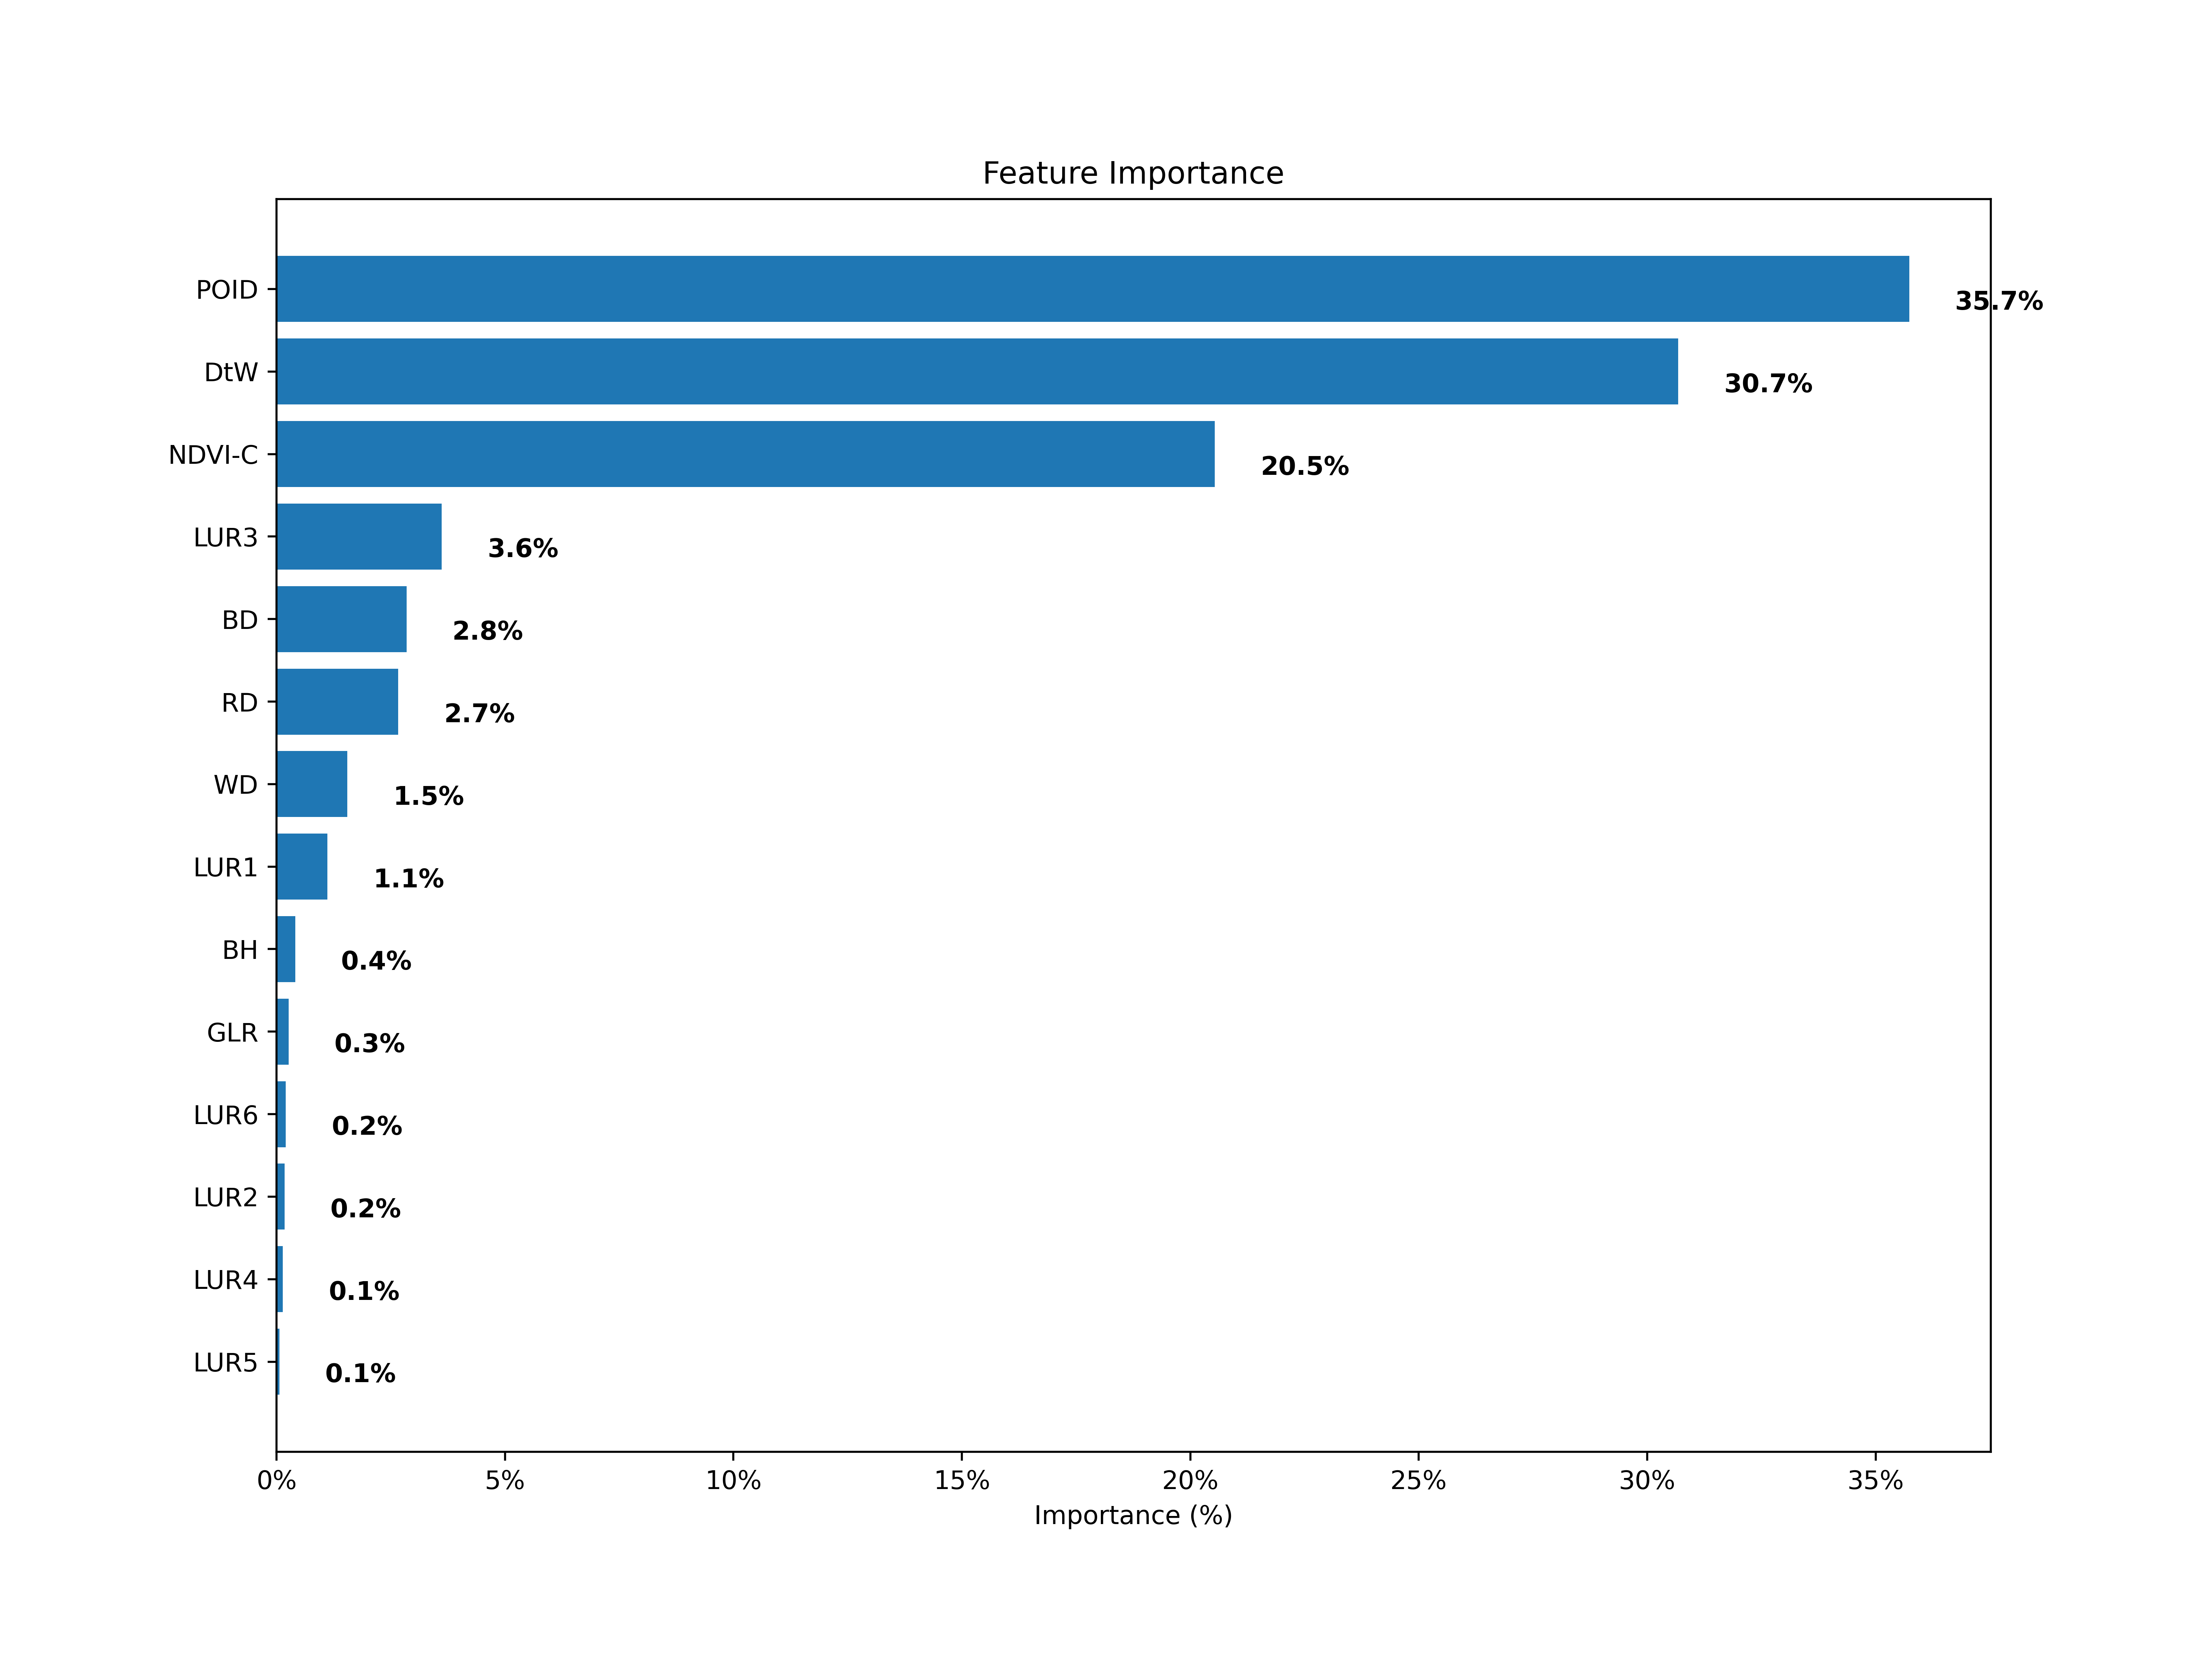 Feature Importance
POID 35.7%
DtW 30.7%
NDVI-C 20.5%
LUR3 3.6%
BD 2.8%
RD 2.7%
WD 1.5%
LUR1 1.1%
BH 0.4%
GLR 0.3%
LUR6 0.2%
LUR2 0.2%
LUR4 0.1%
LUR5 0.1%
0% 5% 10% 15% 20% 25% 30% 35%
Importance (%)